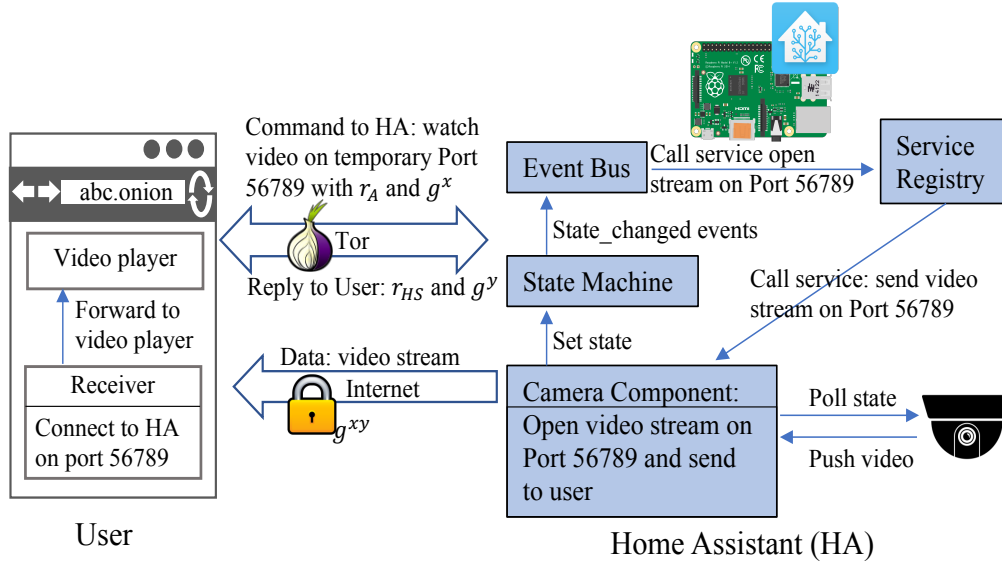 Command to HA: watch
video on temporary Port
56789 with r_A and g^x
Tor
Reply to User: r_HS and g^y
abc.onion
Video player
Forward to
video player
Receiver
Connect to HA
on port 56789
User
Data: video stream
Internet
g^xy
HDMI
Event Bus
Call service open
stream on Port 56789
Service
Registry
State_changed events
State Machine
Call service: send video
stream on Port 56789
Set state
Camera Component:
Open video stream on
Port 56789 and send
to user
Poll state
Push video
Home Assistant (HA)